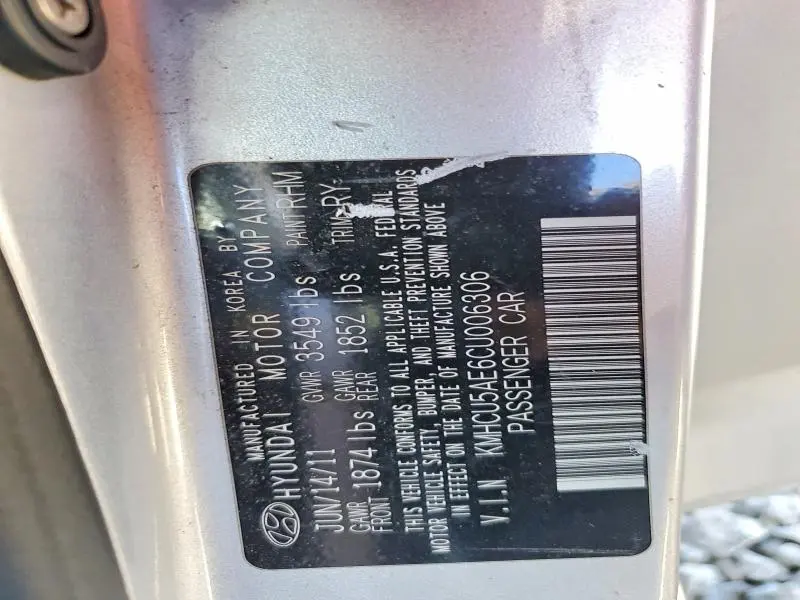 MANUFACTURED IN KOREA BY
HYUNDAI MOTOR COMPANY
JUN/14/11 GVWR 3549 lbs PAINT RHM
GAWR FRONT 1874 lbs GAWR REAR 1852 lbs TRIM RY
THIS VEHICLE CONFORMS TO ALL APPLICABLE U.S.A. FEDERAL
MOTOR VEHICLE SAFETY, BUMPER, AND THEFT PREVENTION STANDARDS
IN EFFECT ON THE DATE OF MANUFACTURE SHOWN ABOVE
V.I.N KMHCU5AE6CU006306
PASSENGER CAR